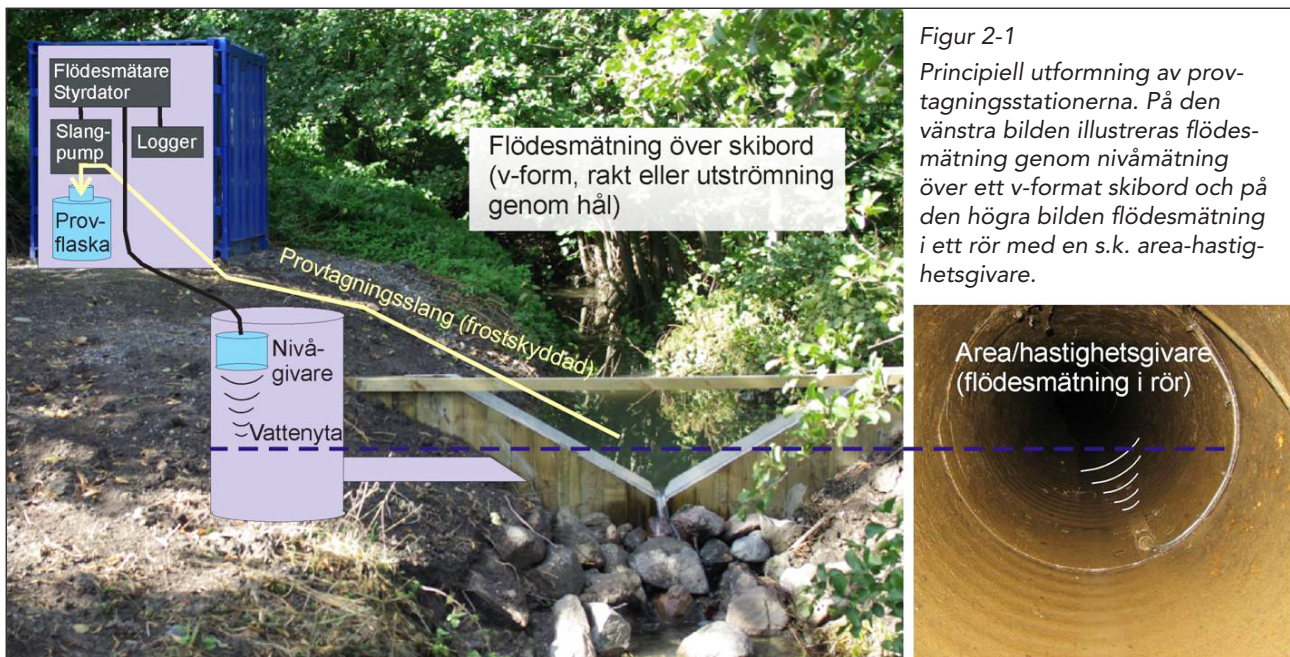 Flödesmätare
Styrdator
Slang-
pump
Logger
Prov-
flaska
Flödesmätning över skibord
(v-form, rakt eller utströmning
genom hål)
Provtagningsslang (frostskyddad)
Nivå-
givare
Vattenyta
Figur 2-1
Principiell utformning av prov-
tagningsstationerna. På den
vänstra bilden illustreras flödes-
mätning genom nivåmätning
över ett v-format skibord och på
den högra bilden flödesmätning
i ett rör med en s.k. area-hastig-
hetsgivare.
Area/hastighetsgivare
(flödesmätning i rör)